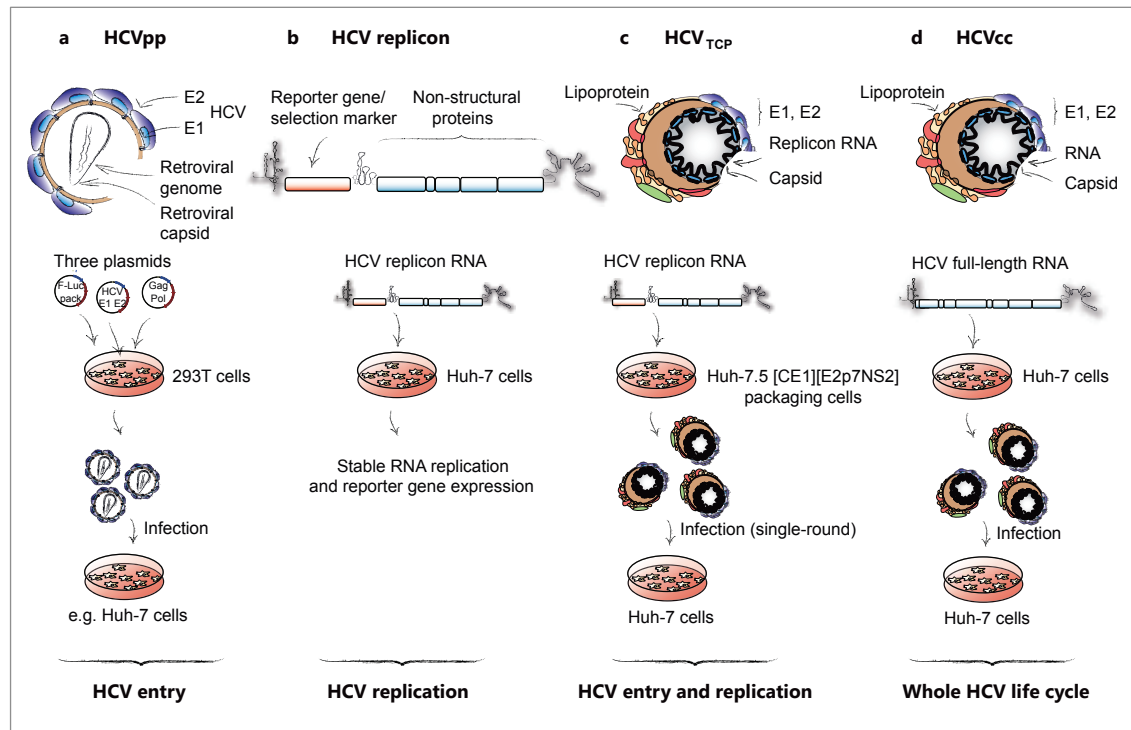 a HCVpp
E2
HCV
E1
Retroviral
genome
Retroviral
capsid
Three plasmids
F-Luc
pack
HCV
E1 E2
Gag
Pol
293T cells
Infection
e.g. Huh-7 cells
HCV entry
b HCV replicon
Reporter gene/
selection marker
Non-structural
proteins
HCV replicon RNA
Huh-7 cells
Stable RNA replication
and reporter gene expression
HCV replication
c HCV TCP
Lipoprotein
E1, E2
Replicon RNA
Capsid
HCV replicon RNA
Huh-7.5 [CE1][E2p7NS2]
packaging cells
Infection (single-round)
Huh-7 cells
HCV entry and replication
d HCVcc
Lipoprotein
E1, E2
RNA
Capsid
HCV full-length RNA
Huh-7 cells
Infection
Huh-7 cells
Whole HCV life cycle